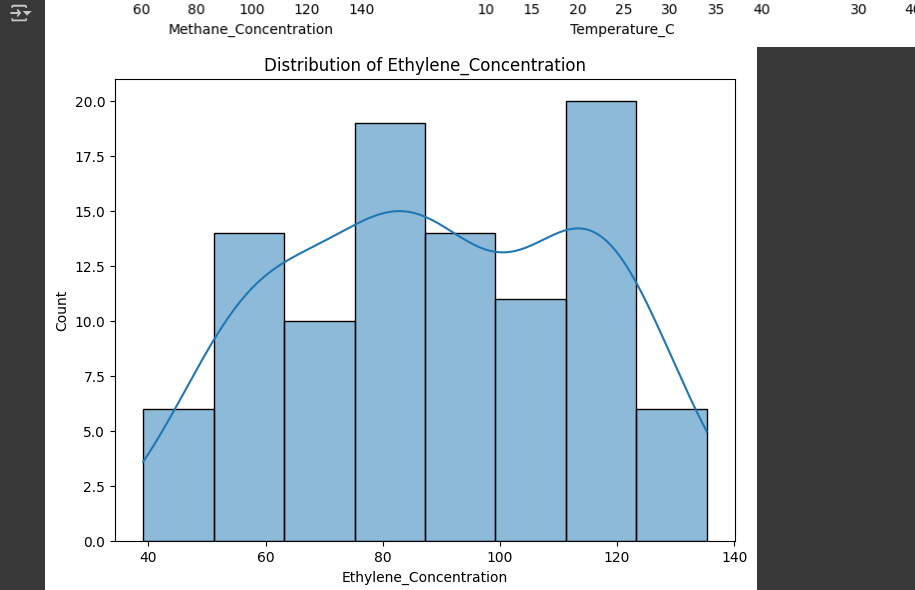 60 80 100 120 140 10 15 20 25 30 35 40 30
Methane_Concentration Temperature_C
Distribution of Ethylene_Concentration
20.0
17.5
15.0
12.5
10.0
7.5
5.0
2.5
0.0
Count
40 60 80 100 120 140
Ethylene_Concentration